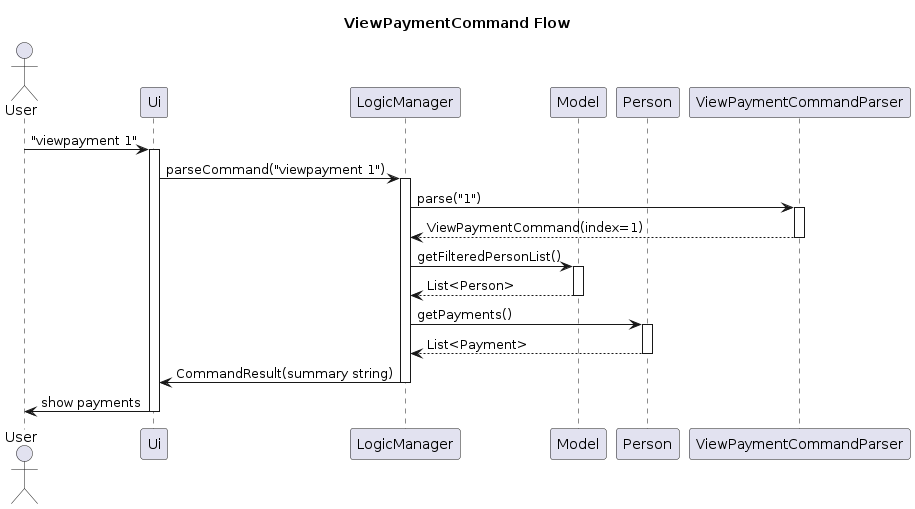 ViewPaymentCommand Flow
User
Ui
LogicManager
Model
Person
ViewPaymentCommandParser
"viewpayment 1"
parseCommand("viewpayment 1")
parse("1")
ViewPaymentCommand(index=1)
getFilteredPersonList()
List<Person>
getPayments()
List<Payment>
CommandResult(summary string)
show payments
User
Ui
LogicManager
Model
Person
ViewPaymentCommandParser